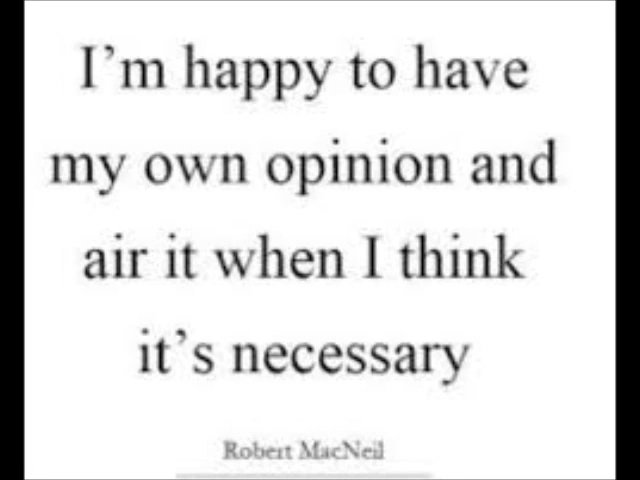 I'm happy to have
my own opinion and
air it when I think
it's necessary
Robert MacNeil